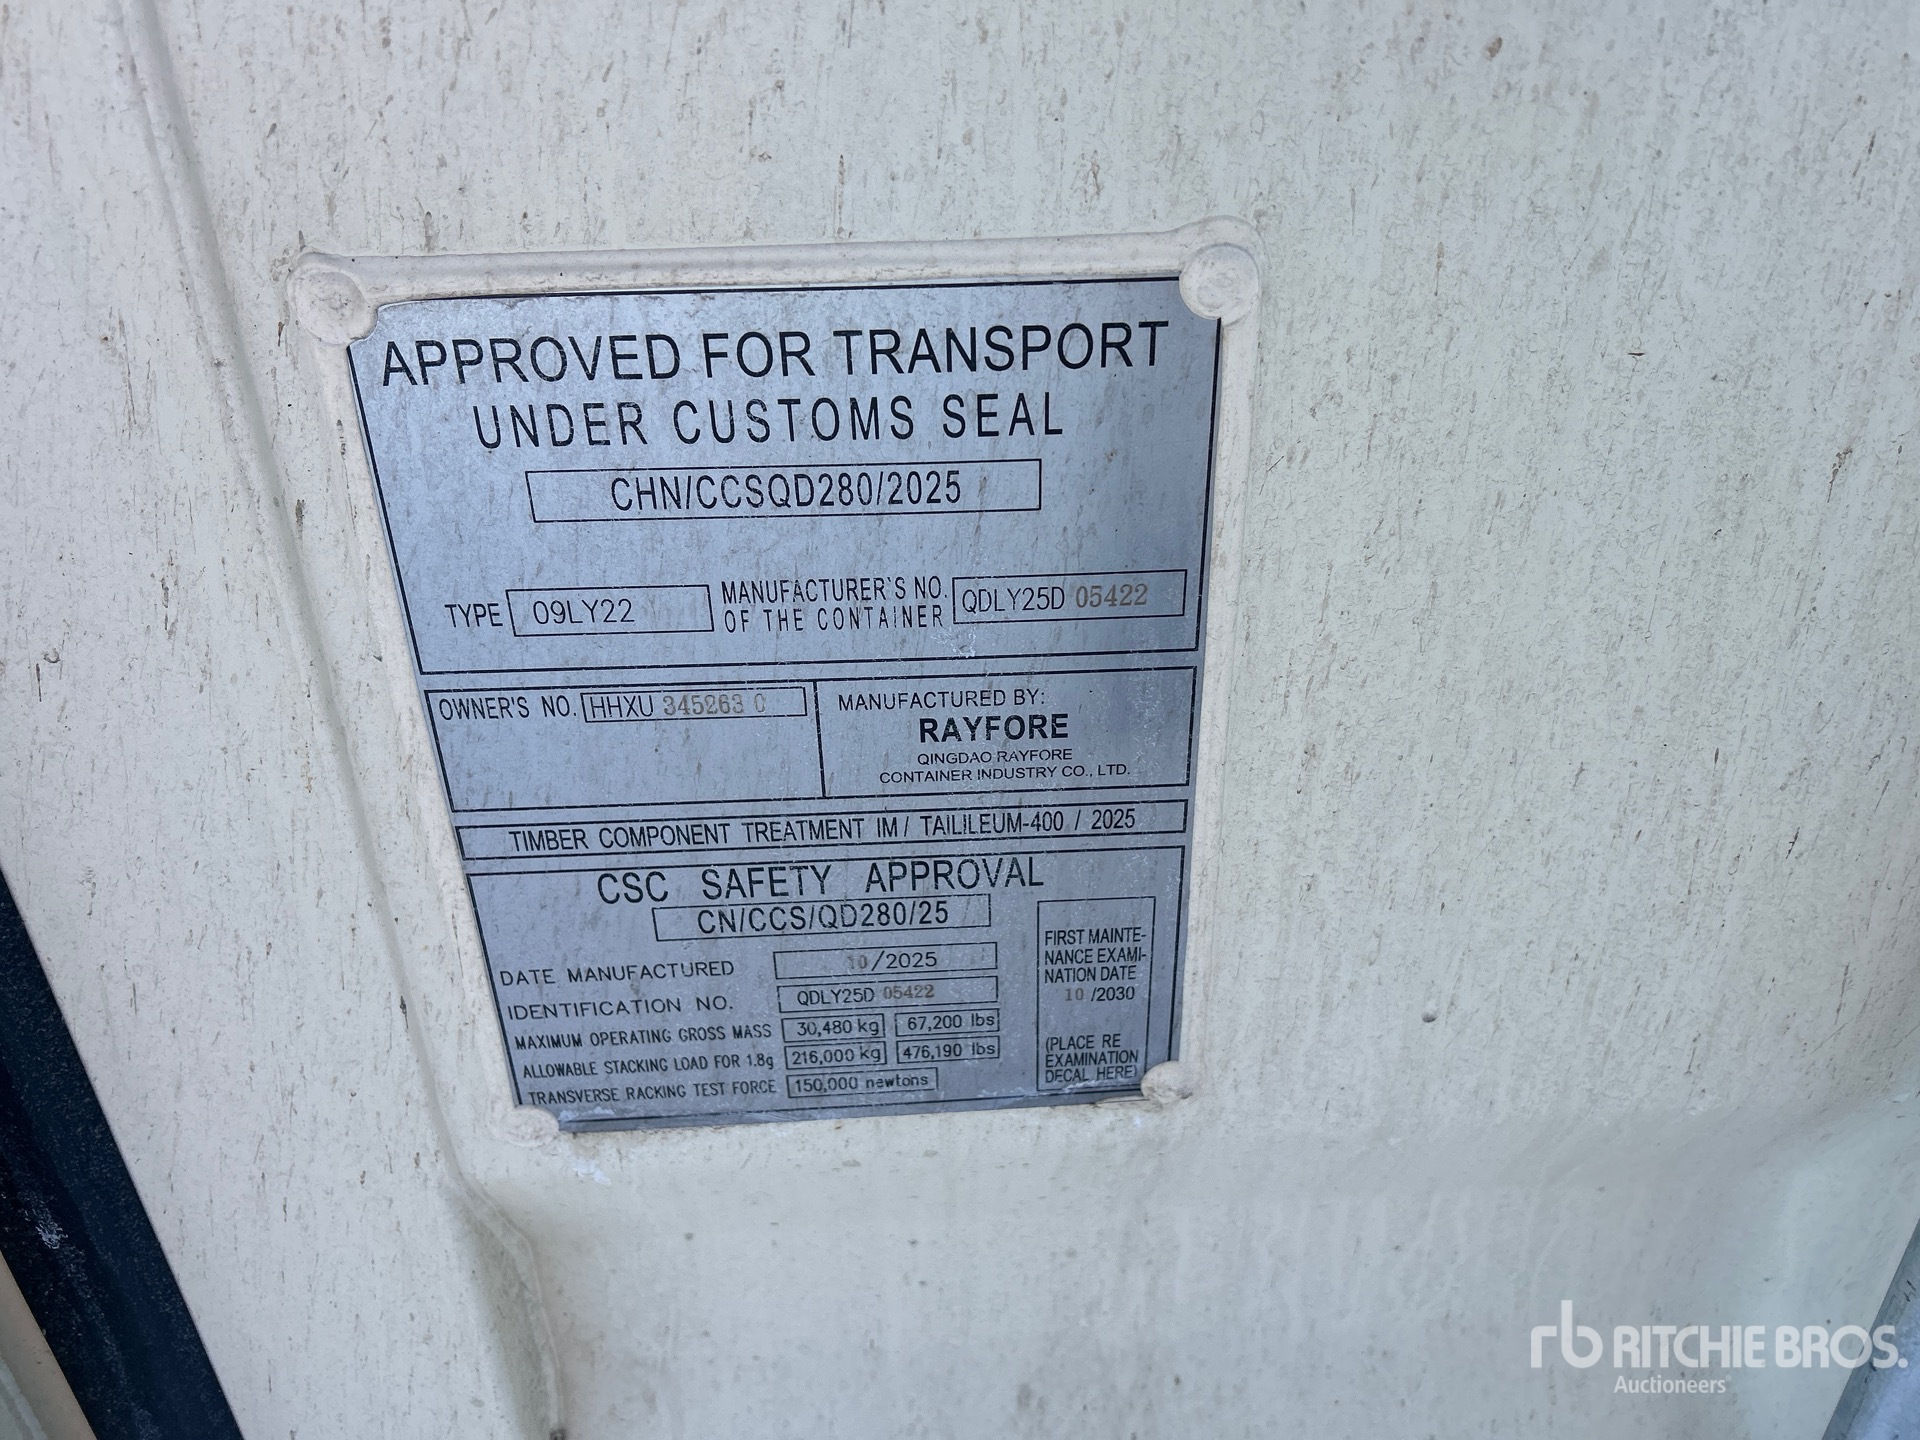 APPROVED FOR TRANSPORT
UNDER CUSTOMS SEAL
CHN/CCSQD280/2025
TYPE 09LY22
MANUFACTURER'S NO.
OF THE CONTAINER
QDLY25D 05422
OWNER'S NO. HHXU 345263 0
MANUFACTURED BY:
RAYFORE
QINGDAO RAYFORE
CONTAINER INDUSTRY CO., LTD.
TIMBER COMPONENT TREATMENT IM / TAILILEUM-400 / 2025
CSC SAFETY APPROVAL
CN/CCS/QD280/25
DATE MANUFACTURED 10/2025
IDENTIFICATION NO. QDLY25D 05422
MAXIMUM OPERATING GROSS MASS 30,480 kg 67,200 lbs
ALLOWABLE STACKING LOAD FOR 1.8g 216,000 kg 476,190 lbs
TRANSVERSE RACKING TEST FORCE 150,000 newtons
FIRST MAINTE-
NANCE EXAMI-
NATION DATE
10 /2030
(PLACE RE
EXAMINATION
DECAL HERE)
rb RITCHIE BROS.
Auctioneers